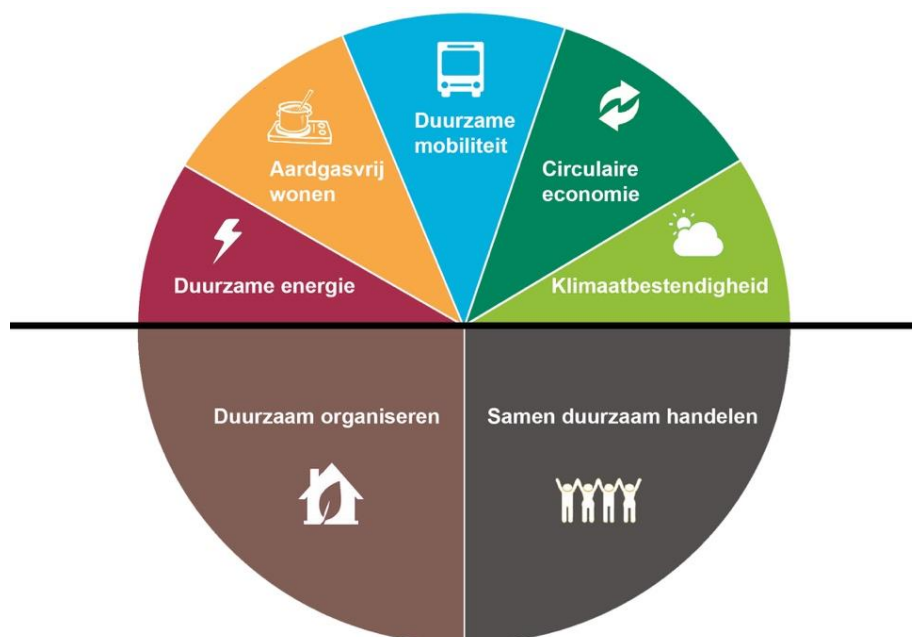 Duurzame
mobiliteit
Aardgasvrij
wonen
Circulaire
economie
Duurzame energie
Klimaatbestendigheid
Duurzaam organiseren
Samen duurzaam handelen